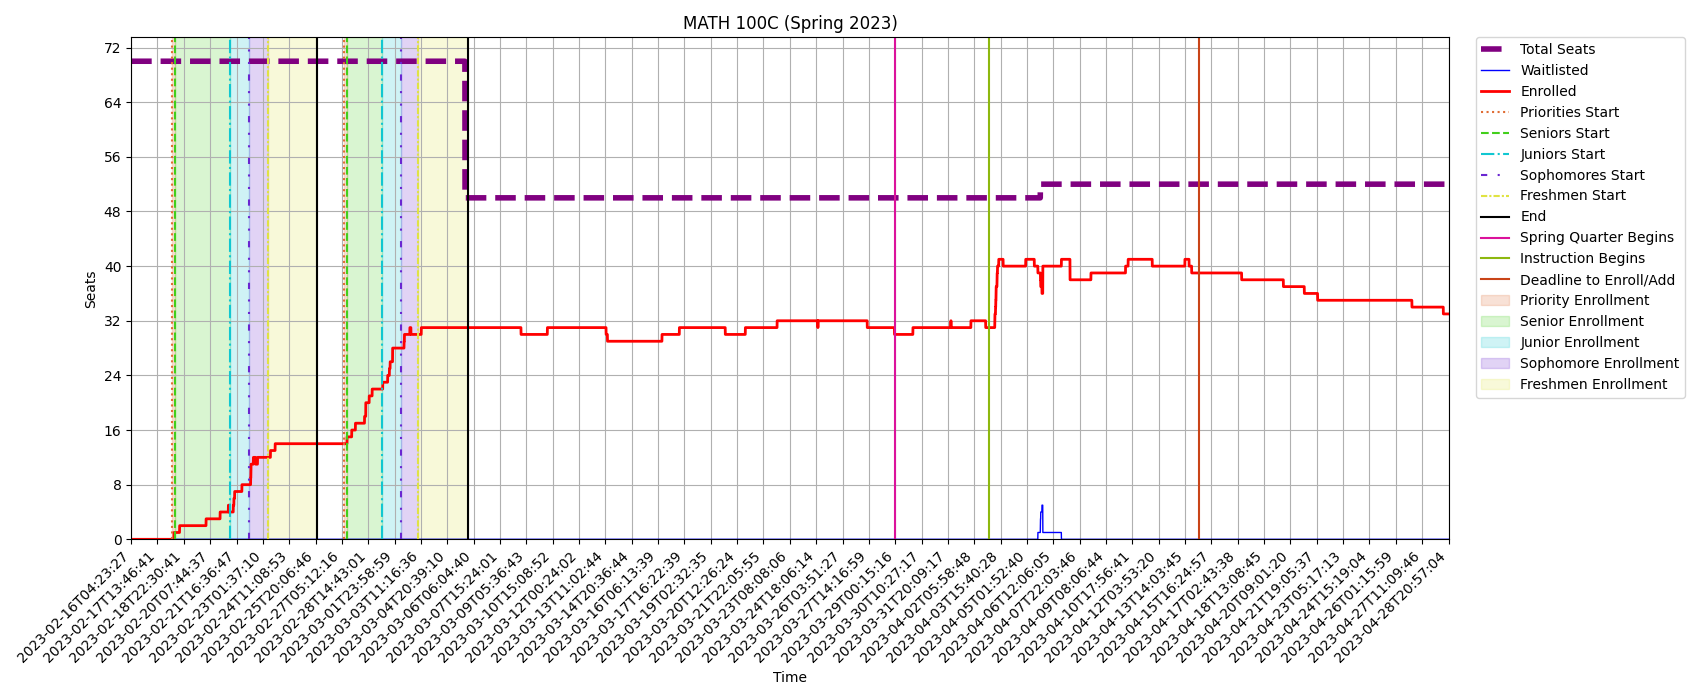 MATH 100C (Spring 2023)
72
64
56
48
40
32
24
16
8
0
Seats
2023-02-16T04:23:27
2023-02-17T13:46:41
2023-02-18T22:30:41
2023-02-20T07:44:37
2023-02-21T16:36:47
2023-02-23T01:37:10
2023-02-24T11:08:53
2023-02-25T20:06:46
2023-02-27T05:12:16
2023-02-28T14:43:01
2023-03-01T23:58:59
2023-03-03T11:16:36
2023-03-04T20:39:10
2023-03-06T06:04:40
2023-03-07T15:24:01
2023-03-09T05:36:43
2023-03-10T15:08:52
2023-03-12T00:24:02
2023-03-13T11:02:44
2023-03-14T20:36:44
2023-03-16T06:13:39
2023-03-17T16:22:39
2023-03-19T02:32:35
2023-03-20T12:26:24
2023-03-21T22:05:55
2023-03-23T08:08:06
2023-03-24T18:06:14
2023-03-26T03:51:27
2023-03-27T14:16:59
2023-03-29T00:15:16
2023-03-30T10:27:17
2023-03-31T20:09:17
2023-04-02T05:58:48
2023-04-03T15:40:28
2023-04-05T01:52:40
2023-04-06T12:06:05
2023-04-07T22:03:46
2023-04-09T08:06:44
2023-04-10T17:56:41
2023-04-12T03:53:20
2023-04-13T14:03:45
2023-04-15T16:24:57
2023-04-17T02:43:38
2023-04-18T13:08:45
2023-04-20T09:01:20
2023-04-21T19:05:37
2023-04-23T05:17:13
2023-04-24T15:19:04
2023-04-26T01:15:59
2023-04-27T11:09:46
2023-04-28T20:57:04
Time
Total Seats
Waitlisted
Enrolled
Priorities Start
Seniors Start
Juniors Start
Sophomores Start
Freshmen Start
End
Spring Quarter Begins
Instruction Begins
Deadline to Enroll/Add
Priority Enrollment
Senior Enrollment
Junior Enrollment
Sophomore Enrollment
Freshmen Enrollment